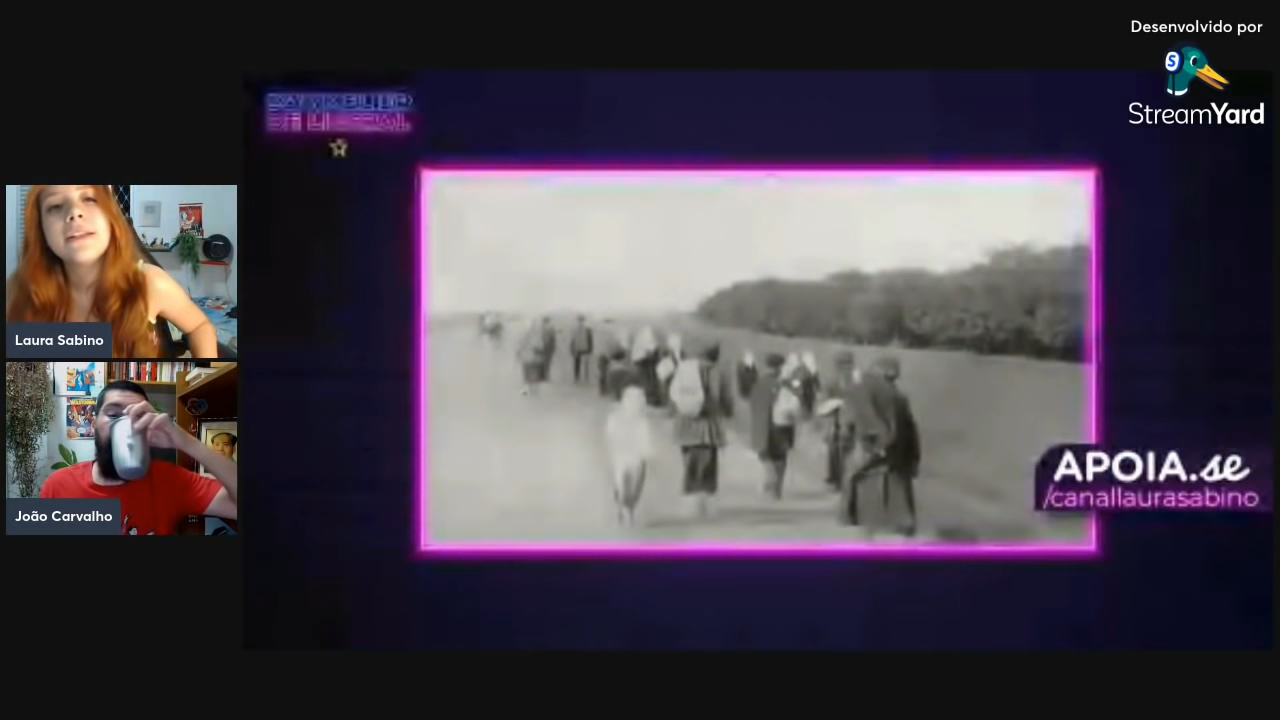 Desenvolvido por
StreamYard
Laura Sabino
João Carvalho
APOIA.se
/canallaurasabino